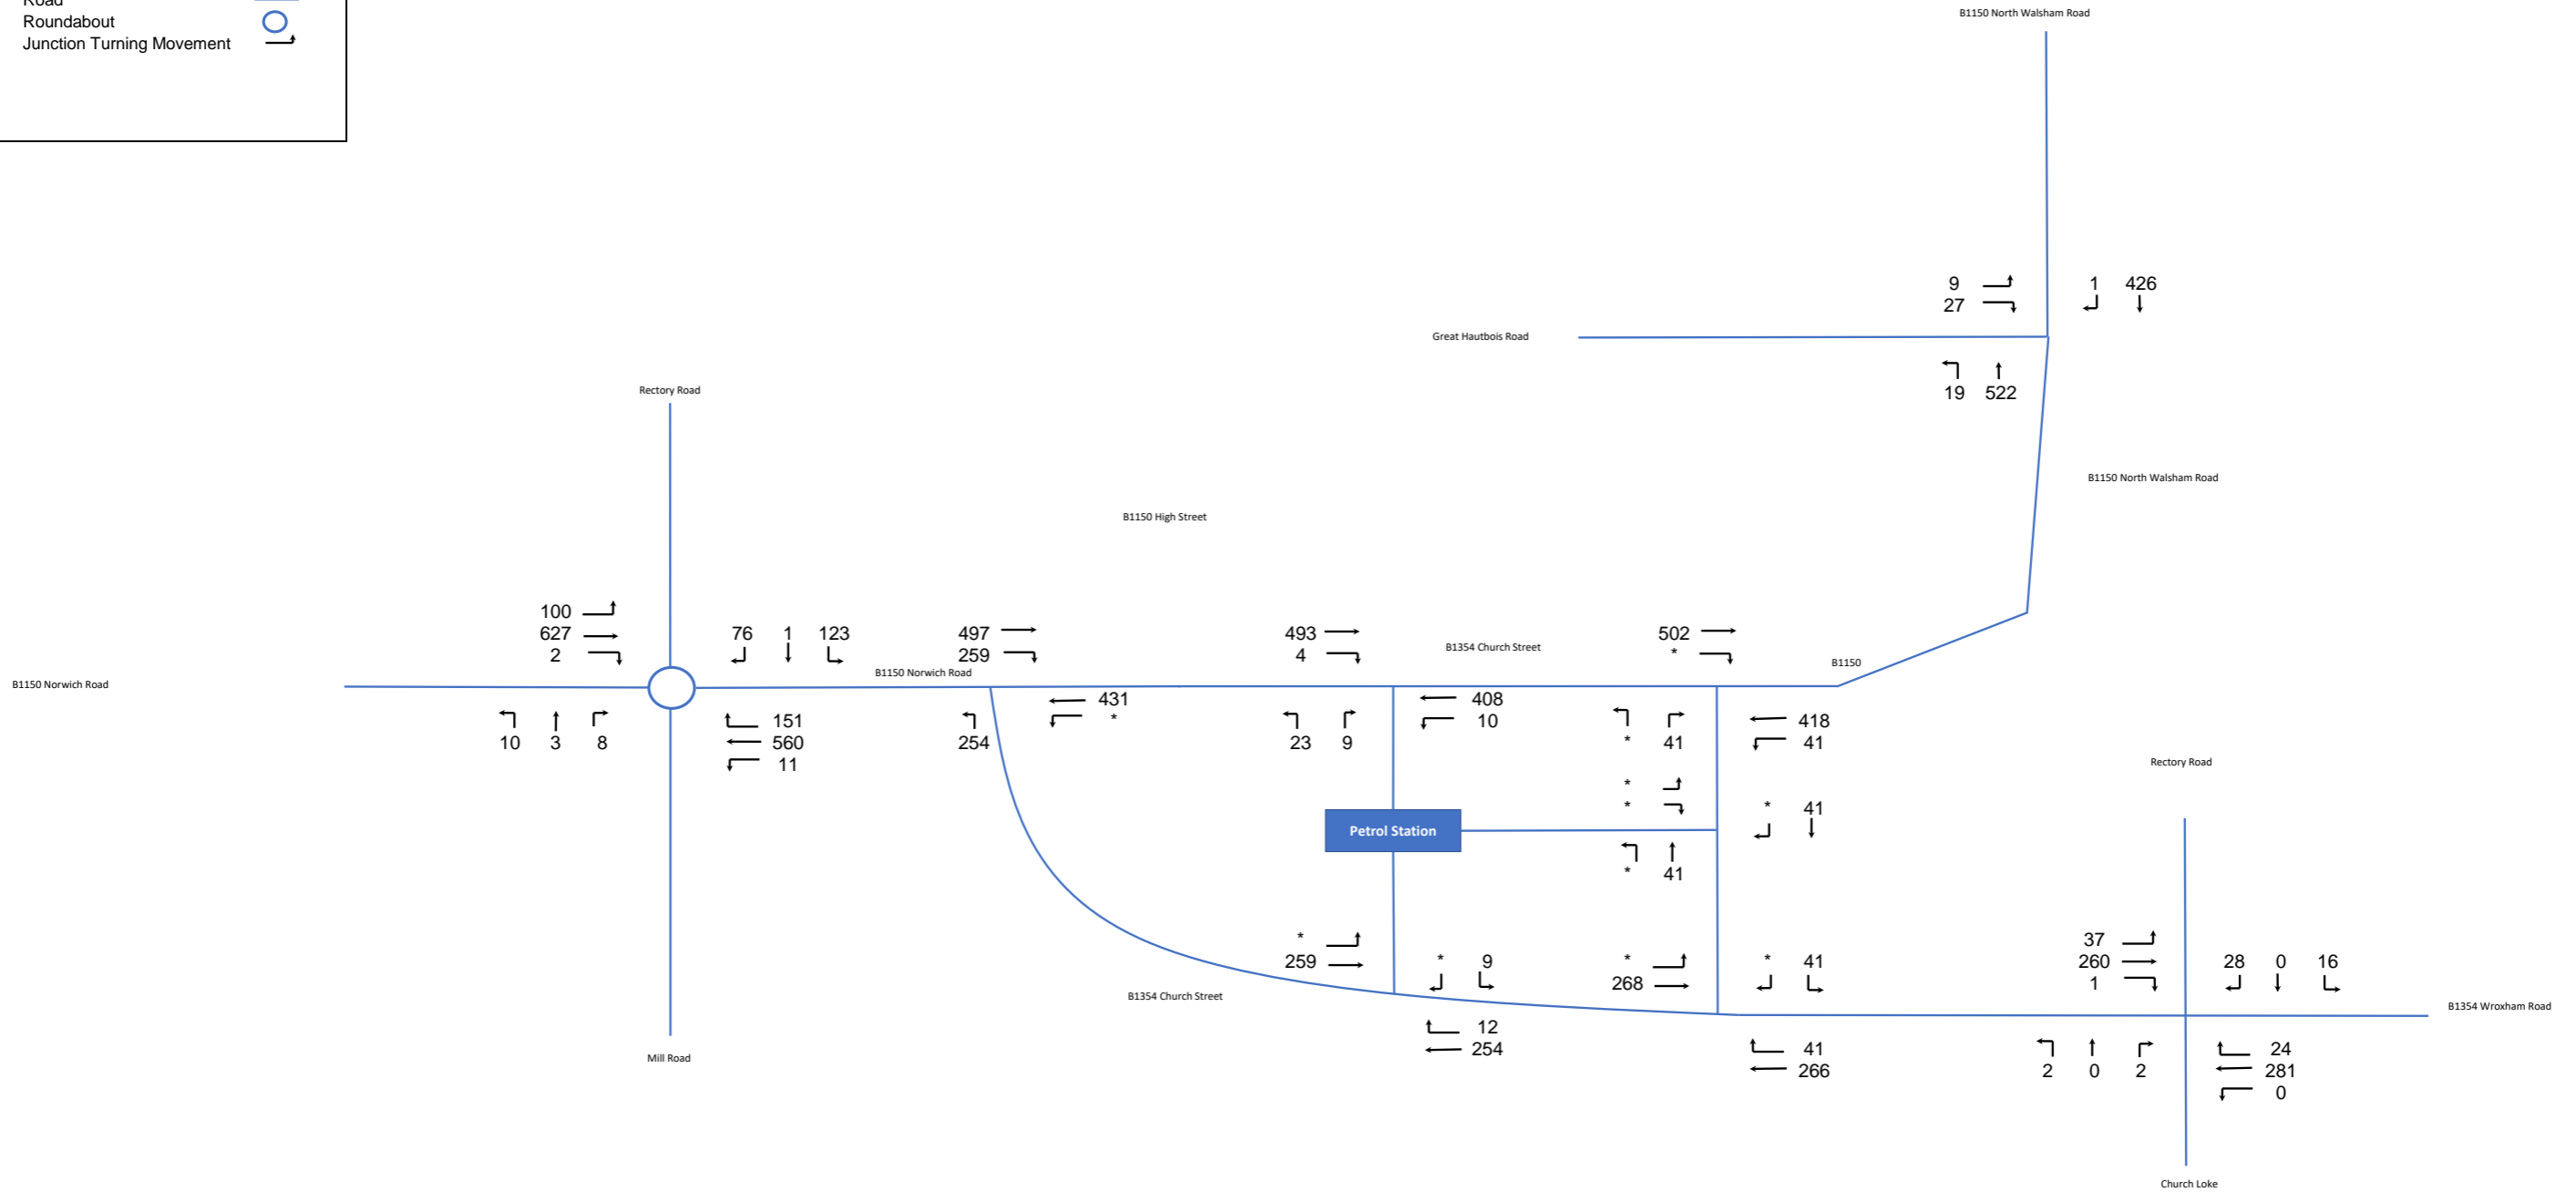 Road
Roundabout
Junction Turning Movement
B1150 North Walsham Road
9 1 426
27
Great Hautbois Road
19 522
Rectory Road
B1150 North Walsham Road
B1150 High Street
100
627 76 1 123 497 493 502
2 259 4 *
B1354 Church Street
B1150
B1150 Norwich Road
B1150 Norwich Road
431 408
* 10
151 418
10 3 8 560 254 23 9 * 41 41
11
Rectory Road
*
* * 41
Petrol Station
* 41
* 37
259 * 9 * 268 * 41 260 28 0 16
1
B1354 Church Street
B1354 Wroxham Road
12 41 24
254 266 2 0 2 281
0
Mill Road
Church Loke